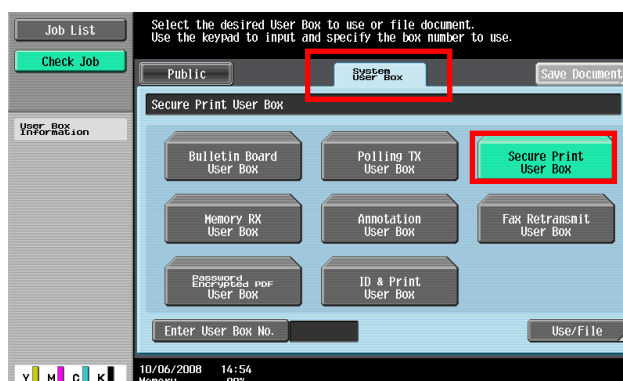 Job List
Select the desired User Box to use or file document.
Use the keypad to input and specify the box number to use.
Check Job
Public
System
User Box
Save Document
Secure Print User Box
User Box
Information
Bulletin Board
User Box
Polling TX
User Box
Secure Print
User Box
Memory RX
User Box
Annotation
User Box
Fax Retransmit
User Box
Password
Encrypted PDF
User Box
ID & Print
User Box
Enter User Box No.
Use/File
Y M C K
10/06/2008 14:54
Memory 99%